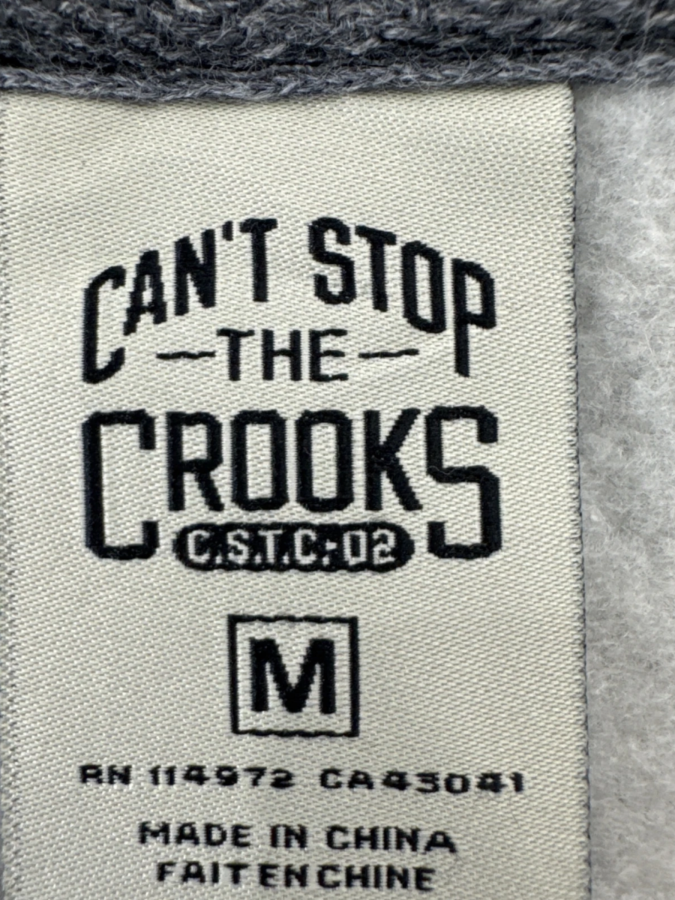 CAN'T STOP
-THE-
CROOKS
C.S.T.C:02
M
RN 114972 CA43041
MADE IN CHINA
FAIT EN CHINE